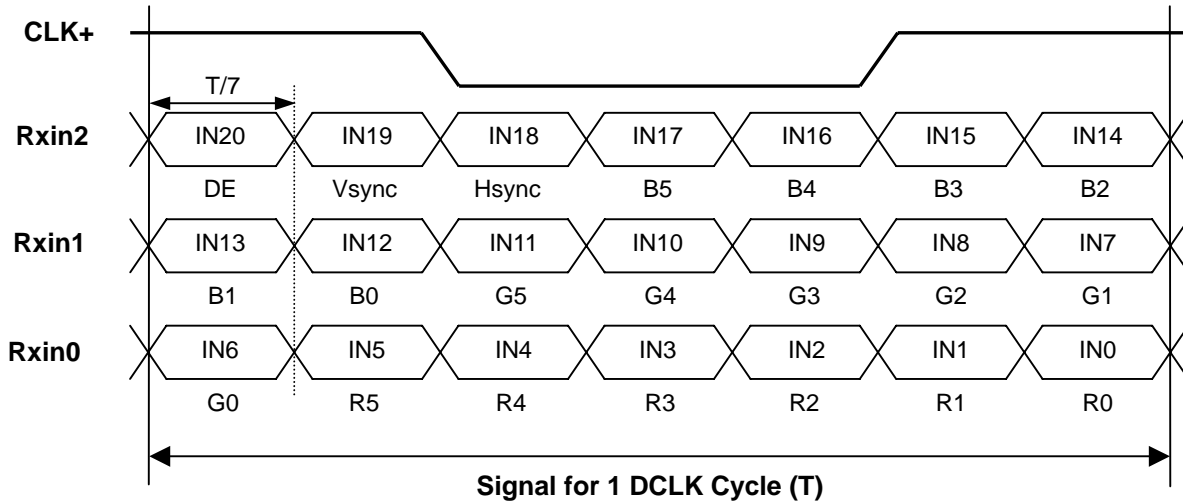 CLK+
T/7
Rxin2 IN20 IN19 IN18 IN17 IN16 IN15 IN14
DE Vsync Hsync B5 B4 B3 B2
Rxin1 IN13 IN12 IN11 IN10 IN9 IN8 IN7
B1 B0 G5 G4 G3 G2 G1
Rxin0 IN6 IN5 IN4 IN3 IN2 IN1 IN0
G0 R5 R4 R3 R2 R1 R0
Signal for 1 DCLK Cycle (T)